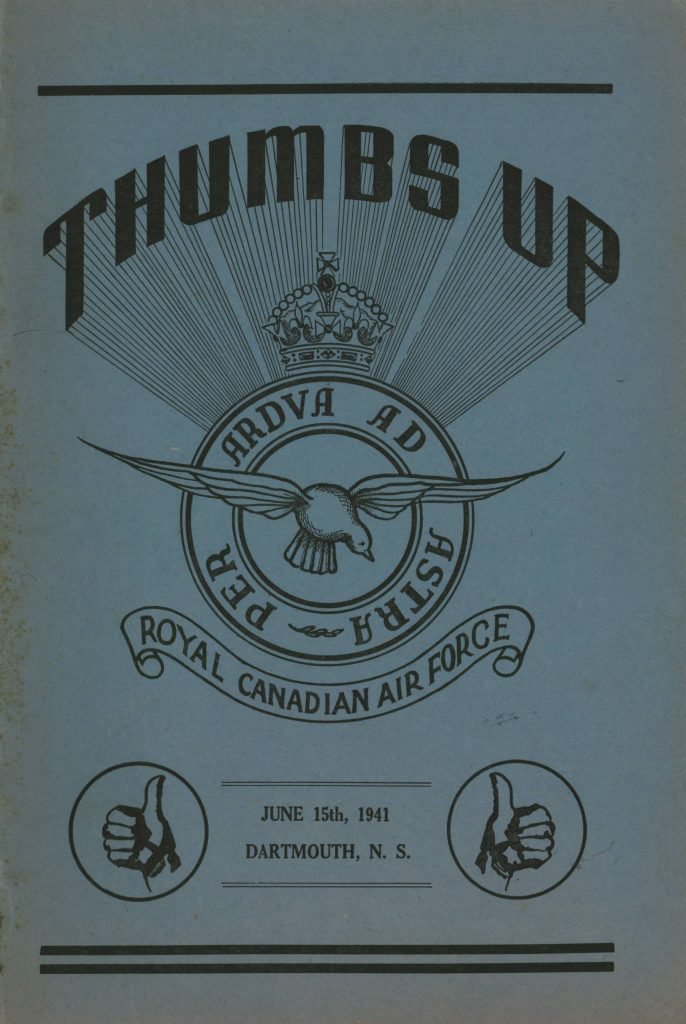 THUMBS UP
PER ARDVA AD ASTRA
ROYAL CANADIAN AIR FORCE
JUNE 15th, 1941
DARTMOUTH, N. S.